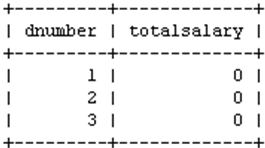 +---------+-------------+
| dnumber | totalsalary |
+---------+-------------+
|       1 |           0 |
|       2 |           0 |
|       3 |           0 |
+---------+-------------+